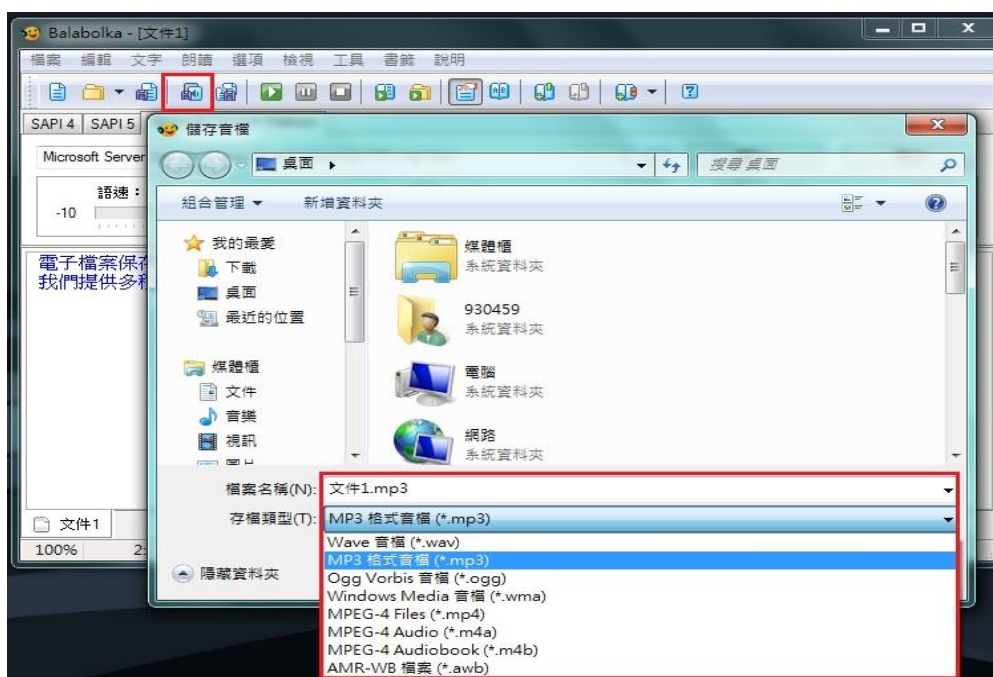 Balabolka - [文件1]
檔案 編輯 文字 朗讀 選項 檢視 工具 書籤 說明
SAPI 4 SAPI 5
儲存音檔
Microsoft Server
桌面
搜尋 桌面
語速：
-10
組合管理 新增資料夾
電子檔案保存
我們提供多種
我的最愛
下載
桌面
最近的位置
媒體櫃
文件
音樂
視訊
圖片
媒體櫃
系統資料夾
930459
系統資料夾
電腦
系統資料夾
網路
系統資料夾
檔案名稱(N): 文件1.mp3
存檔類型(T): MP3 格式音檔 (*.mp3)
文件1
100% 2:
隱藏資料夾
Wave 音檔 (*.wav)
MP3 格式音檔 (*.mp3)
Ogg Vorbis 音檔 (*.ogg)
Windows Media 音檔 (*.wma)
MPEG-4 Files (*.mp4)
MPEG-4 Audio (*.m4a)
MPEG-4 Audiobook (*.m4b)
AMR-WB 檔案 (*.awb)